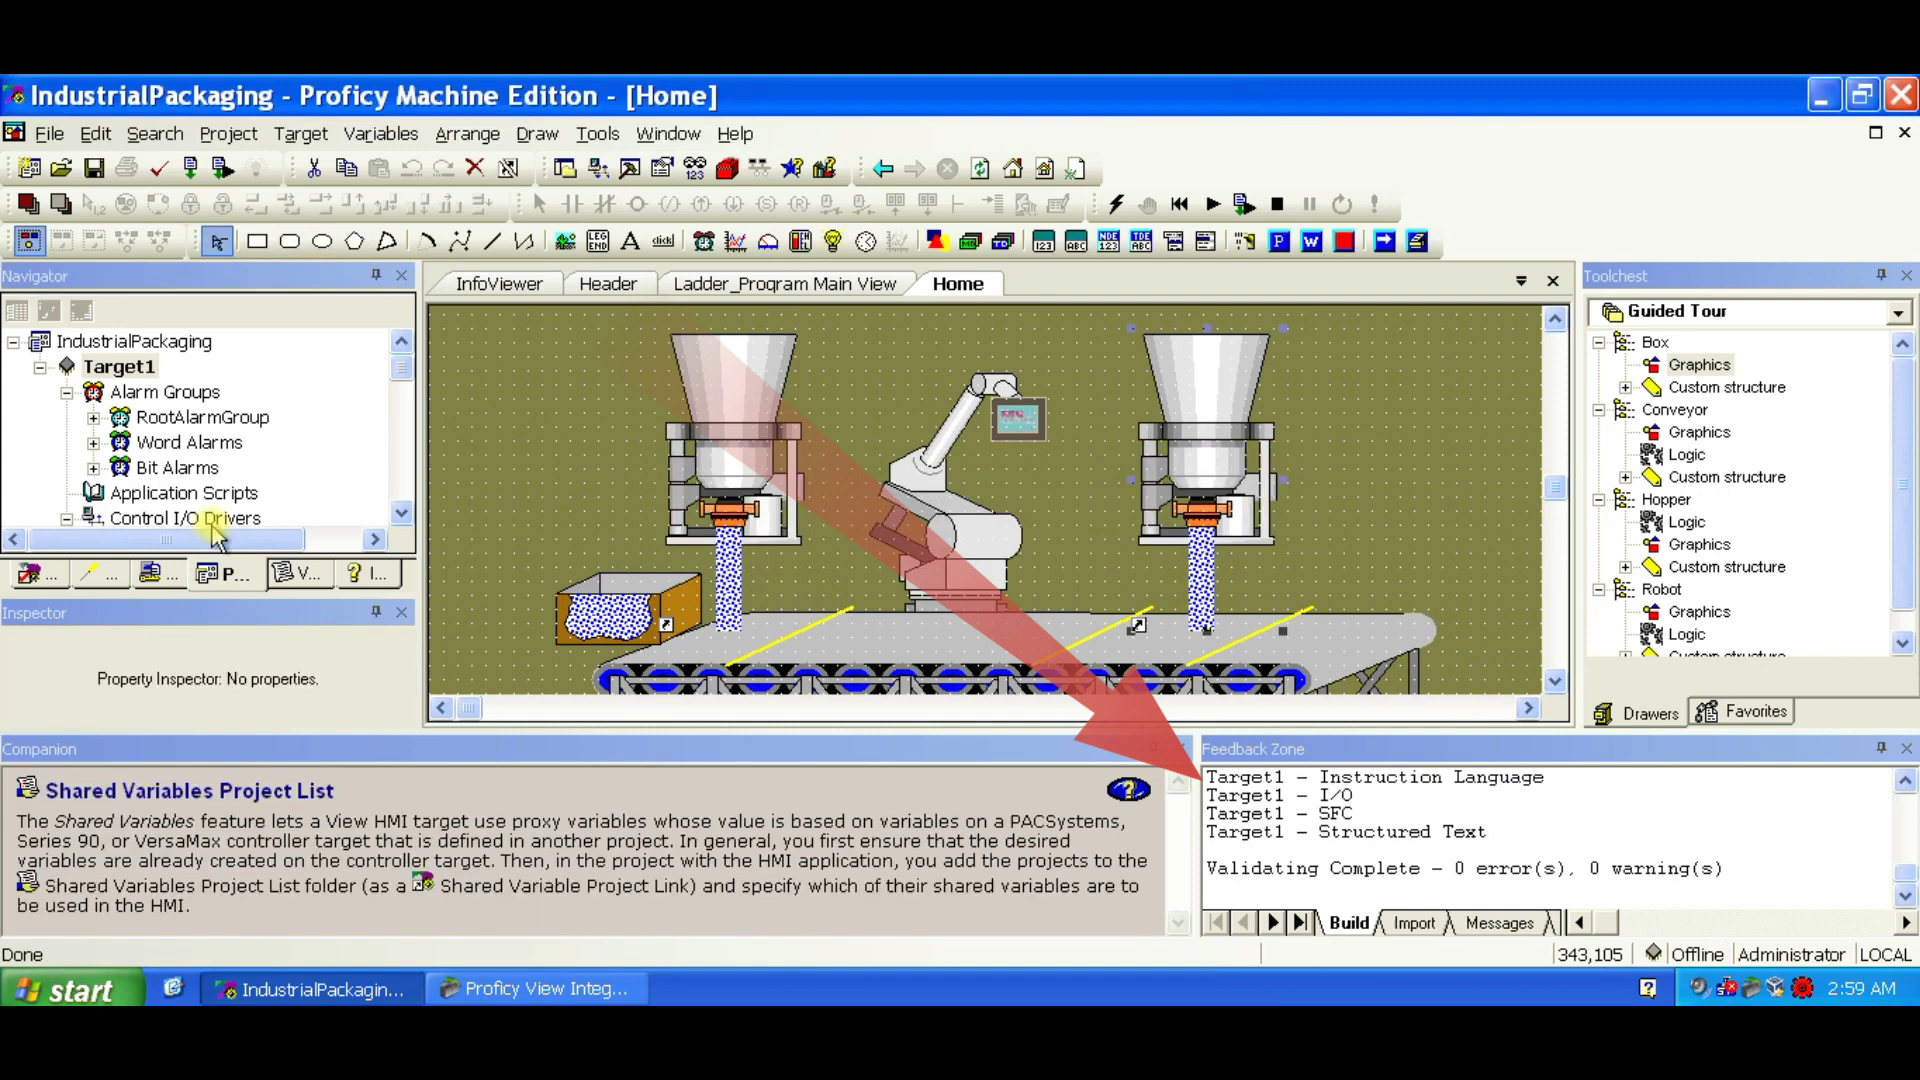 IndustrialPackaging - Proficy Machine Edition - [Home]
File Edit Search Project Target Variables Arrange Draw Tools Window Help
Navigator
IndustrialPackaging
Target1
Alarm Groups
RootAlarmGroup
Word Alarms
Bit Alarms
Application Scripts
Control I/O Drivers
P...
V...
I...
Inspector
Property Inspector: No properties.
InfoViewer
Header
Ladder_Program Main View
Home
Toolchest
Guided Tour
Box
Graphics
Custom structure
Conveyor
Graphics
Logic
Custom structure
Hopper
Logic
Graphics
Custom structure
Robot
Graphics
Logic
Custom structure
Drawers
Favorites
Companion
Shared Variables Project List
The Shared Variables feature lets a View HMI target use proxy variables whose value is based on variables on a PACSystems,
Series 90, or VersaMax controller target that is defined in another project. In general, you first ensure that the desired
variables are already created on the controller target. Then, in the project with the HMI application, you add the projects to the
Shared Variables Project List folder (as a Shared Variable Project Link) and specify which of their shared variables are to
be used in the HMI.
Feedback Zone
Target1 - Instruction Language
Target1 - I/O
Target1 - SFC
Target1 - Structured Text
Validating Complete - 0 error(s), 0 warning(s)
Build
Import
Messages
Done
343,105
Offline
Administrator
LOCAL
start
IndustrialPackagin...
Proficy View Integ...
2:59 AM